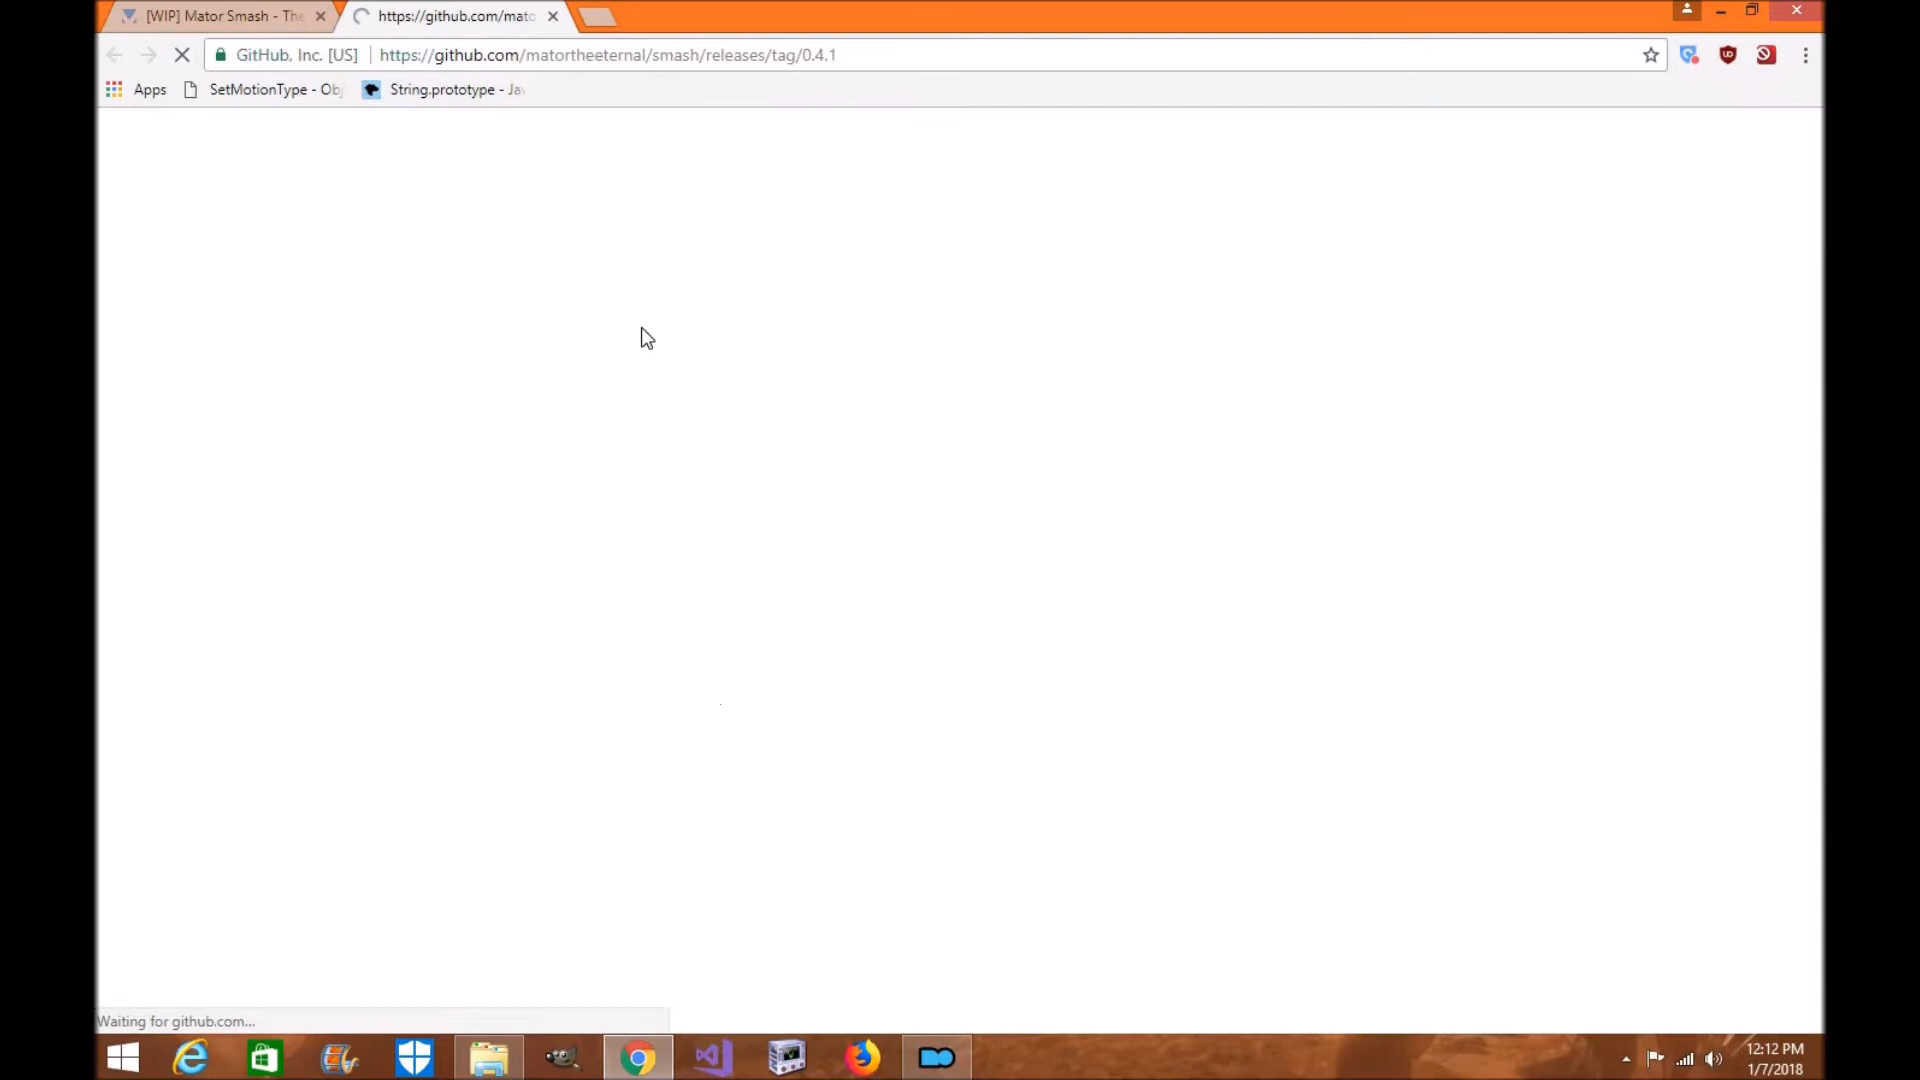 [WIP] Mator Smash - The
https://github.com/mato
GitHub, Inc. [US]
https://github.com/matortheeternal/smash/releases/tag/0.4.1
Apps
SetMotionType - Obj
String.prototype - Jav
Waiting for github.com...
12:12 PM
1/7/2018